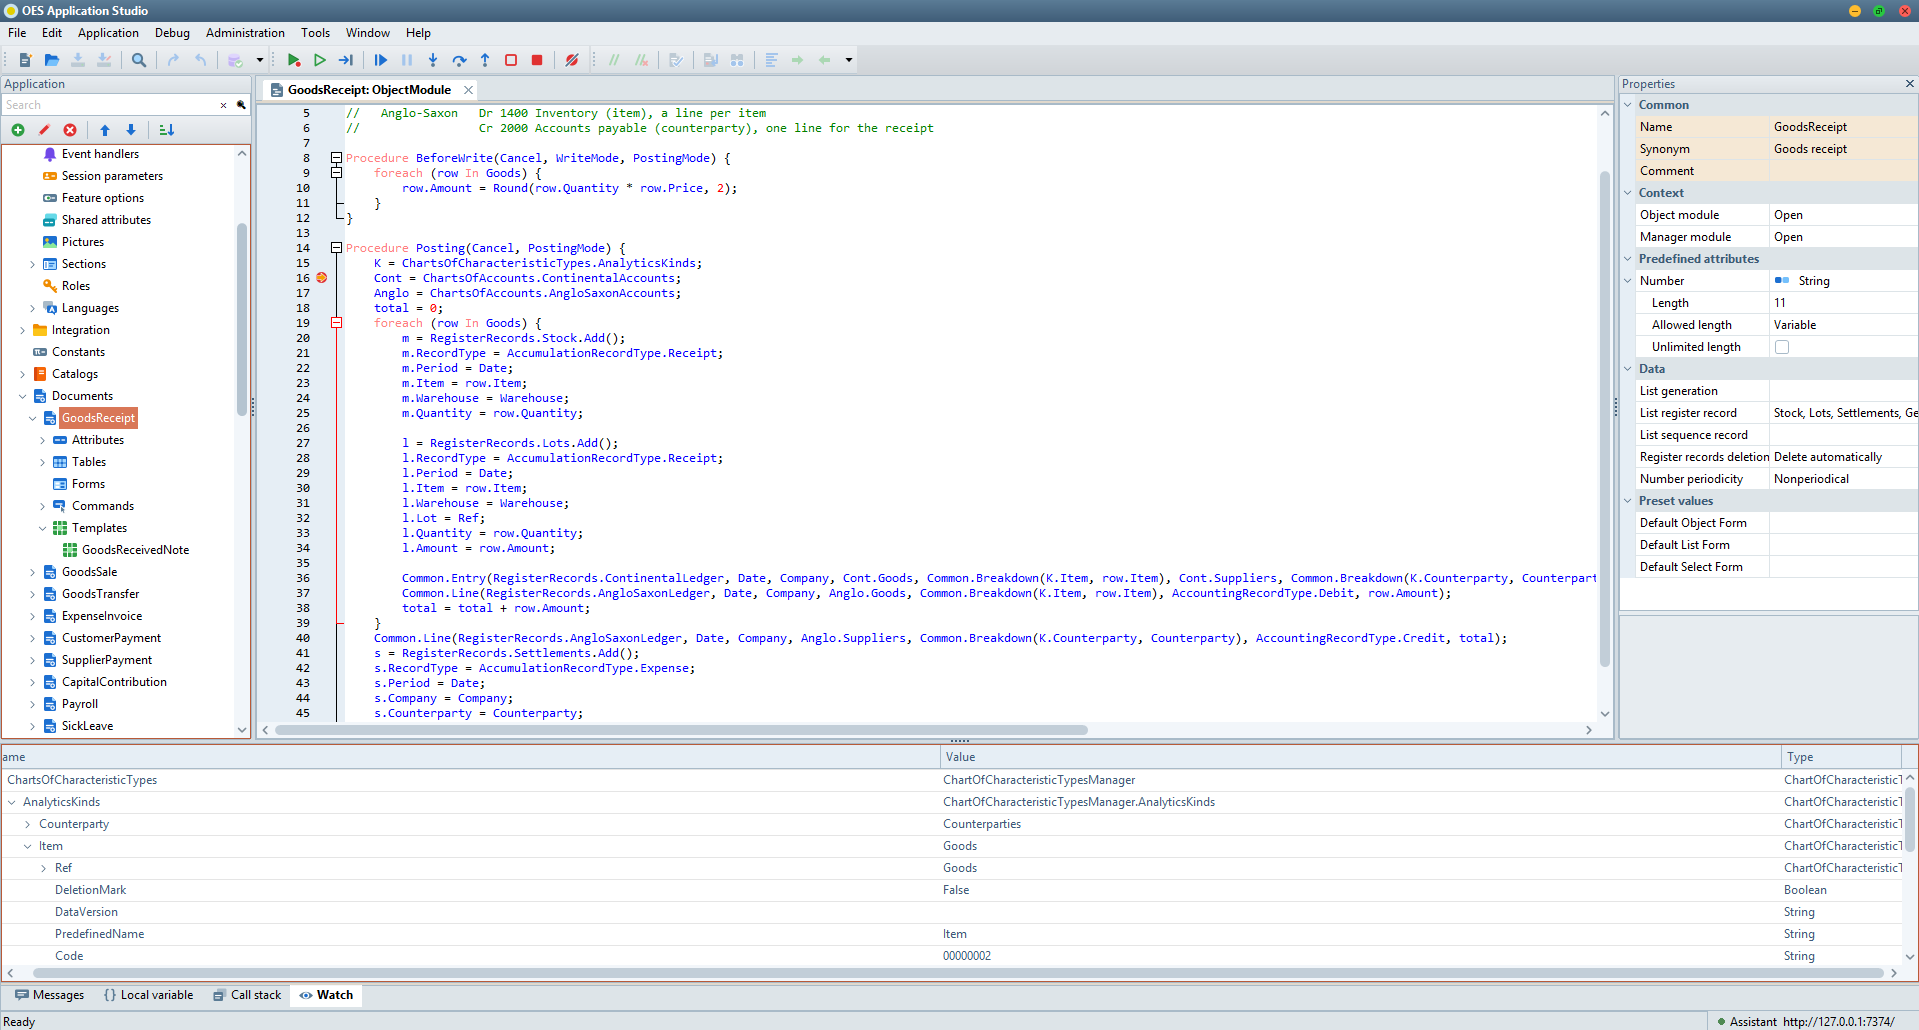 OES Application Studio
File Edit Application Debug Administration Tools Window Help
Application
Search
Event handlers
Session parameters
Feature options
Shared attributes
Pictures
Sections
Roles
Languages
Integration
Constants
Catalogs
Documents
GoodsReceipt
Attributes
Tables
Forms
Commands
Templates
GoodsReceivedNote
GoodsSale
GoodsTransfer
ExpenseInvoice
CustomerPayment
SupplierPayment
CapitalContribution
Payroll
SickLeave
GoodsReceipt: ObjectModule
5 // Anglo-Saxon Dr 1400 Inventory (item), a line per item
6 // Cr 2000 Accounts payable (counterparty), one line for the receipt
7
8 Procedure BeforeWrite(Cancel, WriteMode, PostingMode) {
9 foreach (row In Goods) {
10 row.Amount = Round(row.Quantity * row.Price, 2);
11 }
12 }
13
14 Procedure Posting(Cancel, PostingMode) {
15 K = ChartsOfCharacteristicTypes.AnalyticsKinds;
16 Cont = ChartsOfAccounts.ContinentalAccounts;
17 Anglo = ChartsOfAccounts.AngloSaxonAccounts;
18 total = 0;
19 foreach (row In Goods) {
20 m = RegisterRecords.Stock.Add();
21 m.RecordType = AccumulationRecordType.Receipt;
22 m.Period = Date;
23 m.Item = row.Item;
24 m.Warehouse = Warehouse;
25 m.Quantity = row.Quantity;
26
27 l = RegisterRecords.Lots.Add();
28 l.RecordType = AccumulationRecordType.Receipt;
29 l.Period = Date;
30 l.Item = row.Item;
31 l.Warehouse = Warehouse;
32 l.Lot = Ref;
33 l.Quantity = row.Quantity;
34 l.Amount = row.Amount;
35
36 Common.Entry(RegisterRecords.ContinentalLedger, Date, Company, Cont.Goods, Common.Breakdown(K.Item, row.Item), Cont.Suppliers, Common.Breakdown(K.Counterparty, Counterpart
37 Common.Line(RegisterRecords.AngloSaxonLedger, Date, Company, Anglo.Goods, Common.Breakdown(K.Item, row.Item), AccountingRecordType.Debit, row.Amount);
38 total = total + row.Amount;
39 }
40 Common.Line(RegisterRecords.AngloSaxonLedger, Date, Company, Anglo.Suppliers, Common.Breakdown(K.Counterparty, Counterparty), AccountingRecordType.Credit, total);
41 s = RegisterRecords.Settlements.Add();
42 s.RecordType = AccumulationRecordType.Expense;
43 s.Period = Date;
44 s.Company = Company;
45 s.Counterparty = Counterparty;
Properties
Common
Name GoodsReceipt
Synonym Goods receipt
Comment
Context
Object module Open
Manager module Open
Predefined attributes
Number String
Length 11
Allowed length Variable
Unlimited length
Data
List generation
List register record Stock, Lots, Settlements, Ge
List sequence record
Register records deletion Delete automatically
Number periodicity Nonperiodical
Preset values
Default Object Form
Default List Form
Default Select Form
ame Value Type
ChartsOfCharacteristicTypes ChartOfCharacteristicTypesManager ChartOfCharacteristicT
AnalyticsKinds ChartOfCharacteristicTypesManager.AnalyticsKinds ChartOfCharacteristicT
Counterparty Counterparties ChartOfCharacteristicT
Item Goods ChartOfCharacteristicT
Ref Goods ChartOfCharacteristicT
DeletionMark False Boolean
DataVersion String
PredefinedName Item String
Code 00000002 String
Messages {} Local variable Call stack Watch
Ready Assistant http://127.0.0.1:7374/